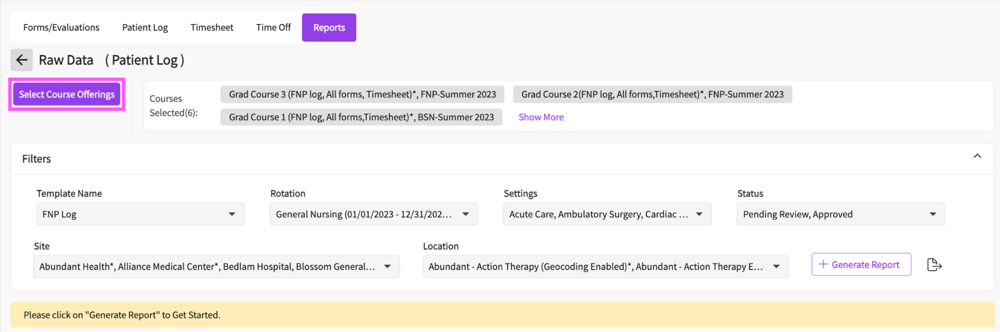 Forms/Evaluations Patient Log Timesheet Time Off Reports
Raw Data ( Patient Log )
Select Course Offerings
Courses
Selected(6):
Grad Course 3 (FNP log, All forms, Timesheet)*, FNP-Summer 2023
Grad Course 2(FNP log, All forms,Timesheet)*, FNP-Summer 2023
Grad Course 1 (FNP log, All forms,Timesheet)*, BSN-Summer 2023
Show More
Filters
Template Name
FNP Log
Rotation
General Nursing (01/01/2023 - 12/31/202...
Settings
Acute Care, Ambulatory Surgery, Cardiac ...
Status
Pending Review, Approved
Site
Abundant Health*, Alliance Medical Center*, Bedlam Hospital, Blossom General...
Location
Abundant - Action Therapy (Geocoding Enabled)*, Abundant - Action Therapy E...
+ Generate Report
Please click on "Generate Report" to Get Started.